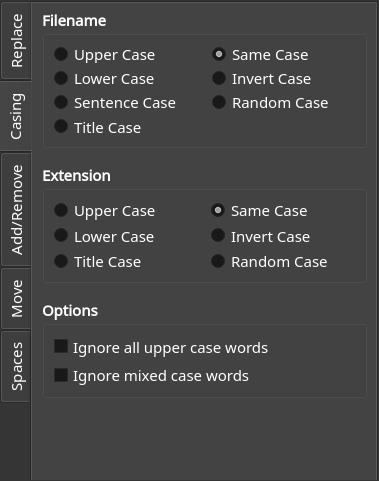 Replace
Casing
Add/Remove
Move
Spaces
Filename
Upper Case
Same Case
Lower Case
Invert Case
Sentence Case
Random Case
Title Case
Extension
Upper Case
Same Case
Lower Case
Invert Case
Title Case
Random Case
Options
Ignore all upper case words
Ignore mixed case words